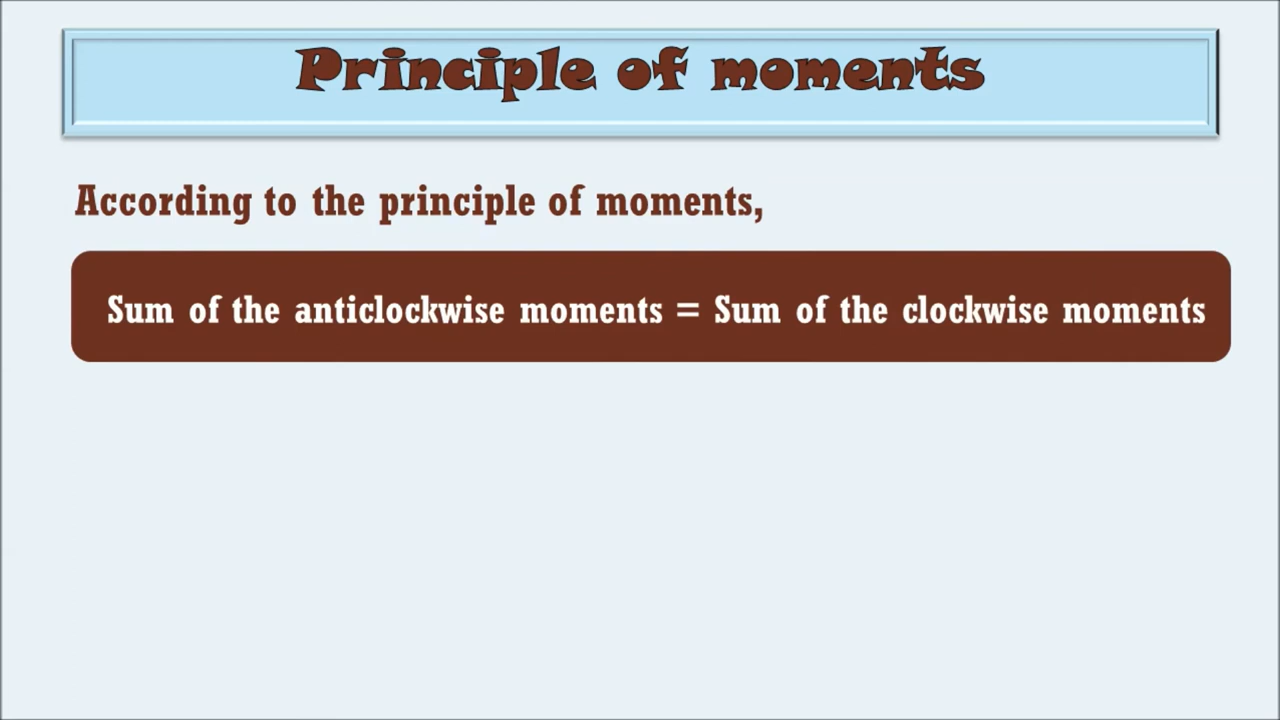 Principle of moments
According to the principle of moments,
Sum of the anticlockwise moments = Sum of the clockwise moments